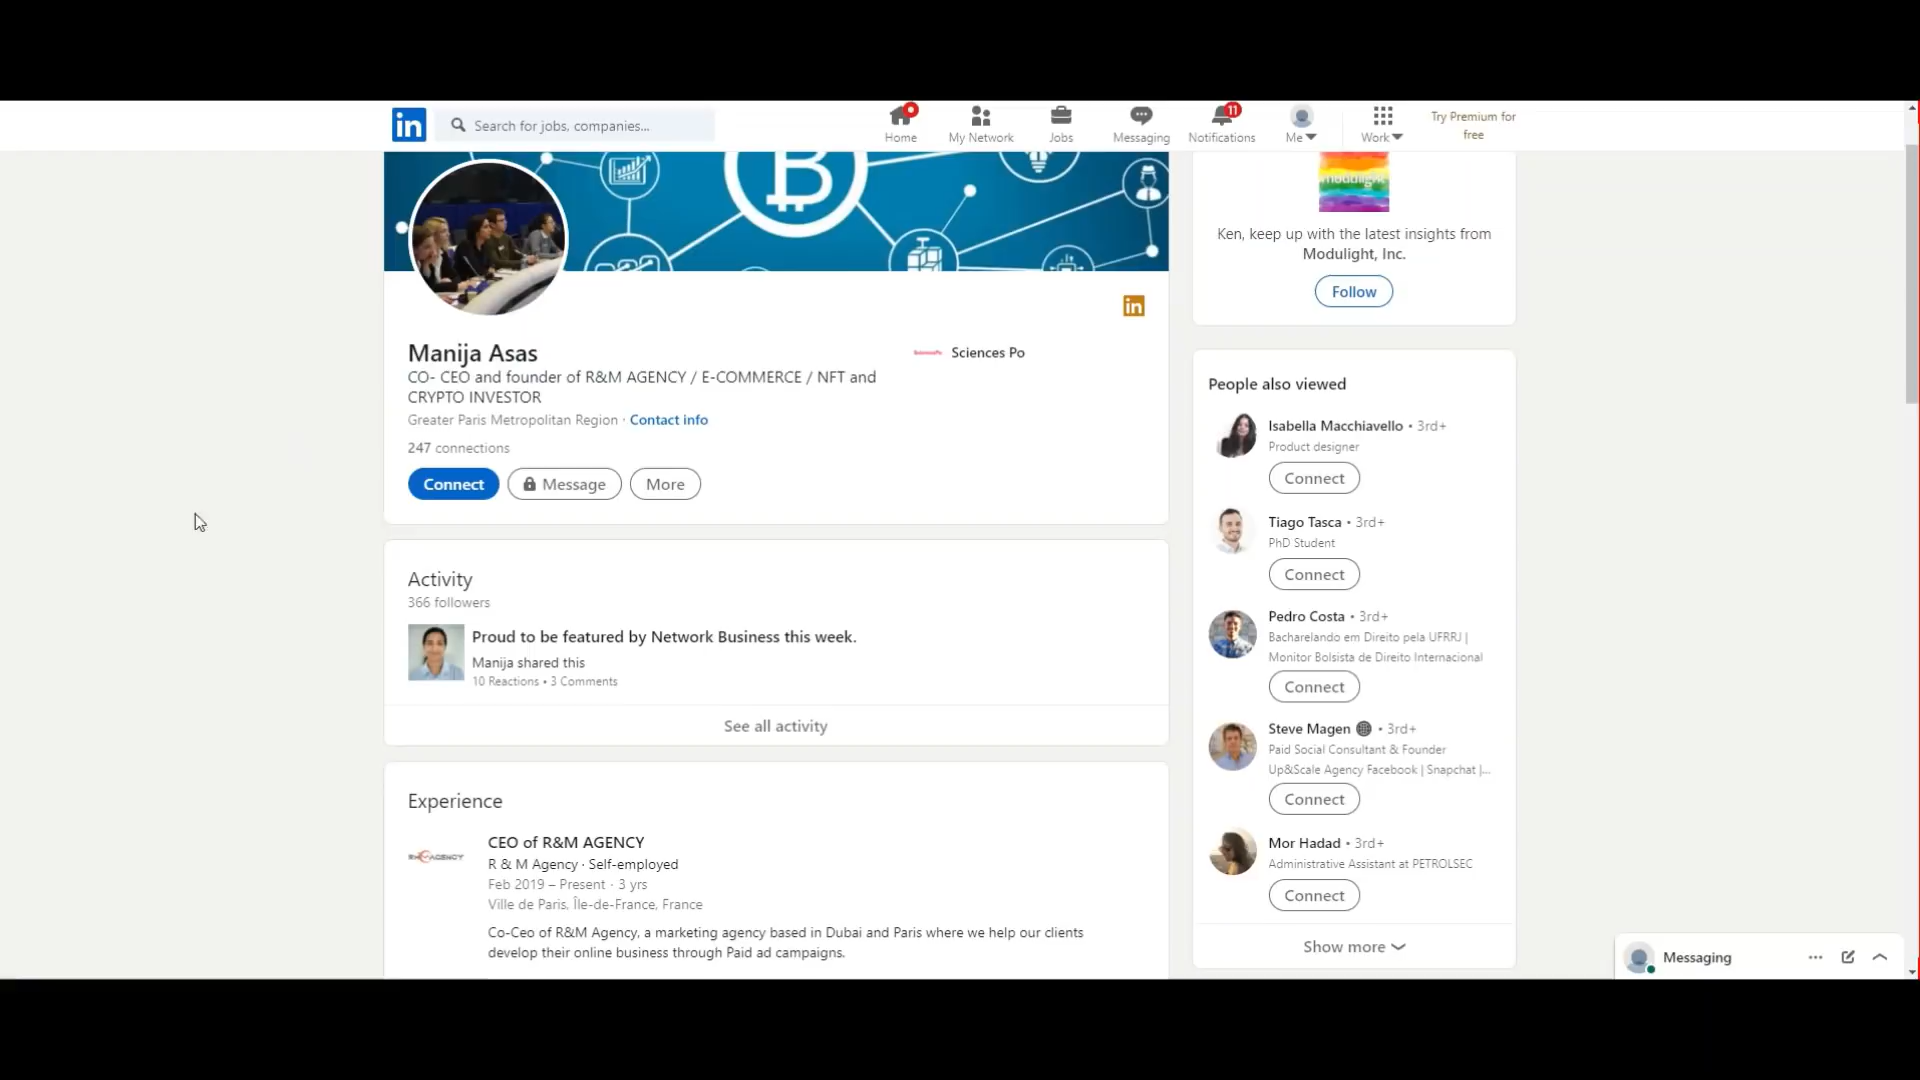 in
Search for jobs, companies...
Home
My Network
Jobs
Messaging
11
Notifications
Me
Work
Try Premium for
free
modulight
Ken, keep up with the latest insights from
Modulight, Inc.
Follow
in
Manija Asas
CO- CEO and founder of R&M AGENCY / E-COMMERCE / NFT and
CRYPTO INVESTOR
Greater Paris Metropolitan Region · Contact info
247 connections
Connect
Message
More
SciencesPo
Sciences Po
Activity
366 followers
Proud to be featured by Network Business this week.
Manija shared this
10 Reactions • 3 Comments
See all activity
Experience
CEO of R&M AGENCY
R & M Agency · Self-employed
Feb 2019 – Present · 3 yrs
Ville de Paris, Île-de-France, France
Co-Ceo of R&M Agency, a marketing agency based in Dubai and Paris where we help our clients
develop their online business through Paid ad campaigns.
People also viewed
Isabella Macchiavello • 3rd+
Product designer
Connect
Tiago Tasca • 3rd+
PhD Student
Connect
Pedro Costa • 3rd+
Bacharelando em Direito pela UFRRJ |
Monitor Bolsista de Direito Internacional
Connect
Steve Magen • 3rd+
Paid Social Consultant & Founder
Up&Scale Agency Facebook | Snapchat |...
Connect
Mor Hadad • 3rd+
Administrative Assistant at PETROLSEC
Connect
Show more
Messaging